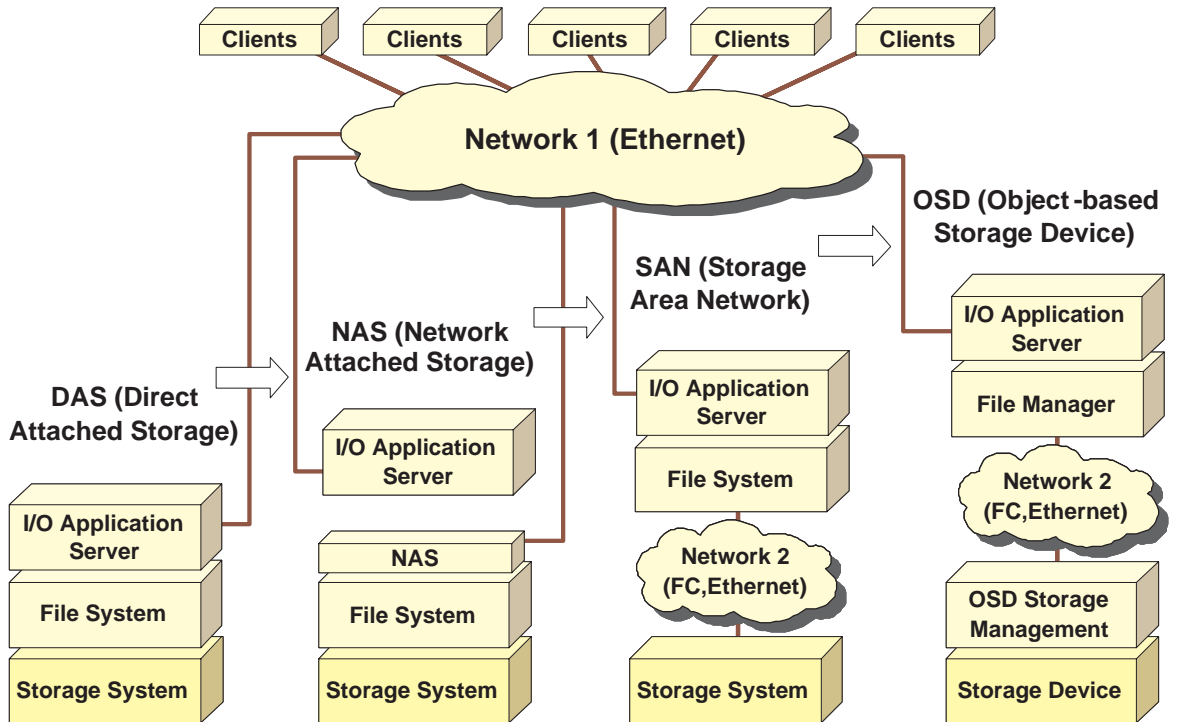 Clients
Clients
Clients
Clients
Clients
Network 1 (Ethernet)
DAS (Direct
Attached Storage)
I/O Application
Server
File System
Storage System
NAS (Network
Attached Storage)
I/O Application
Server
NAS
File System
Storage System
SAN (Storage
Area Network)
I/O Application
Server
File System
Network 2
(FC,Ethernet)
Storage System
OSD (Object-based
Storage Device)
I/O Application
Server
File Manager
Network 2
(FC,Ethernet)
OSD Storage
Management
Storage Device